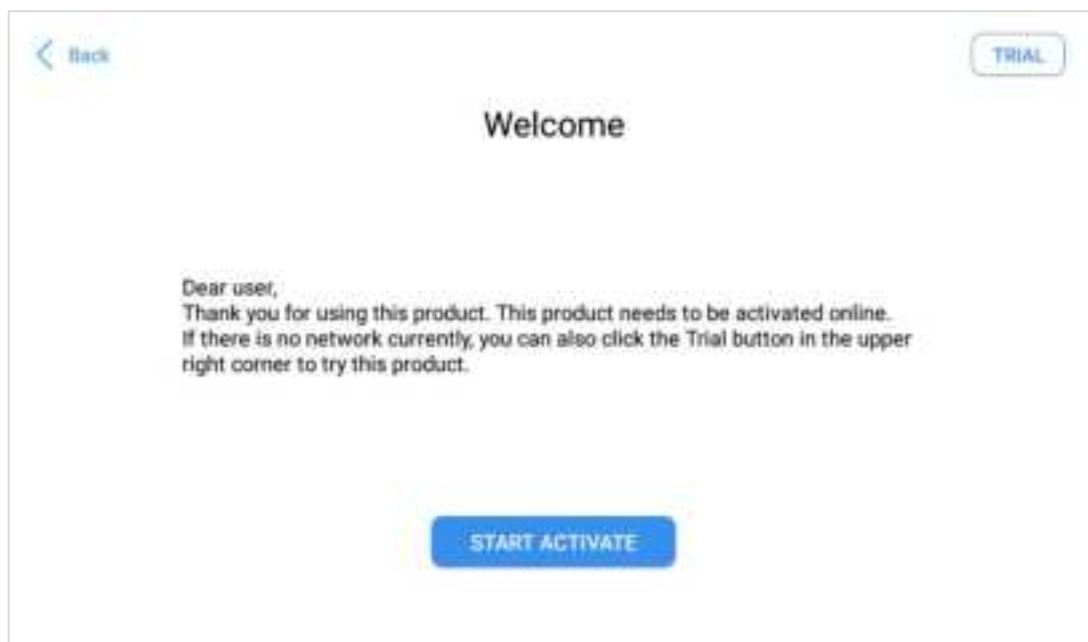 Back
TRIAL
Welcome
Dear user,
Thank you for using this product. This product needs to be activated online.
If there is no network currently, you can also click the Trial button in the upper
right corner to try this product.
START ACTIVATE